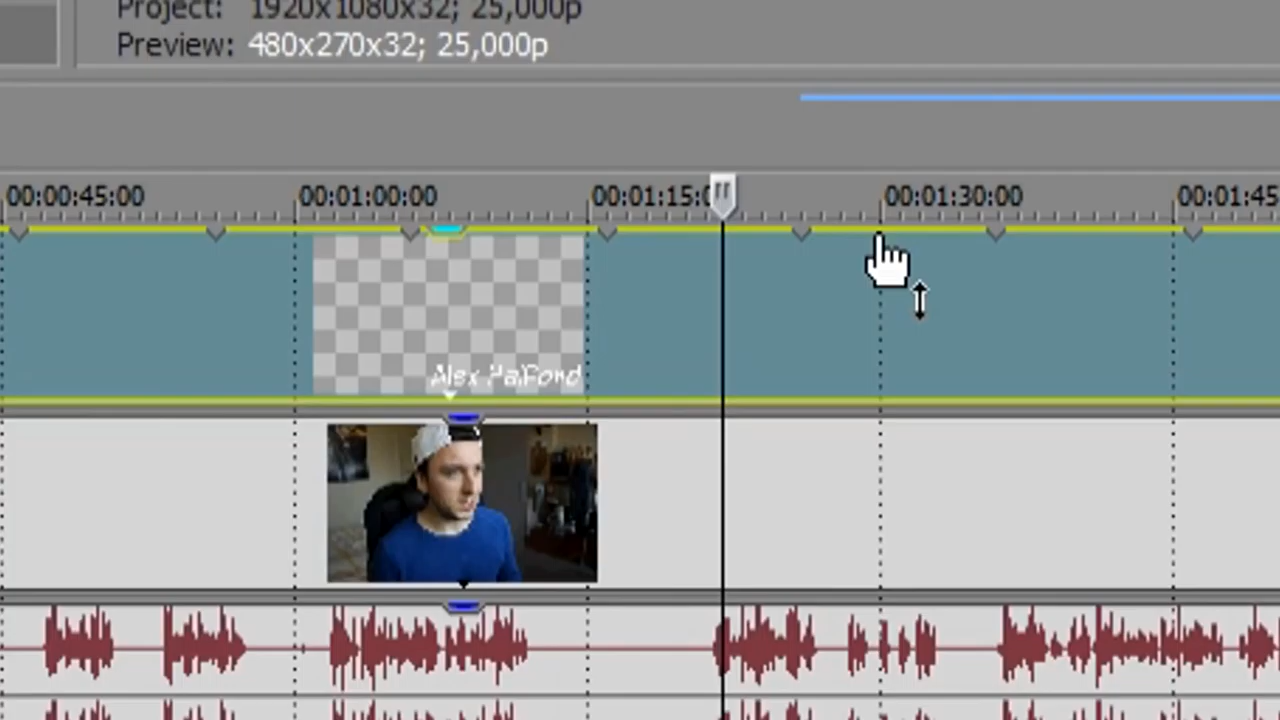 Project: 1920x1080x32; 25,000p
Preview: 480x270x32; 25,000p
00:00:45:00 00:01:00:00 00:01:15:0 00:01:30:00 00:01:45
Alex